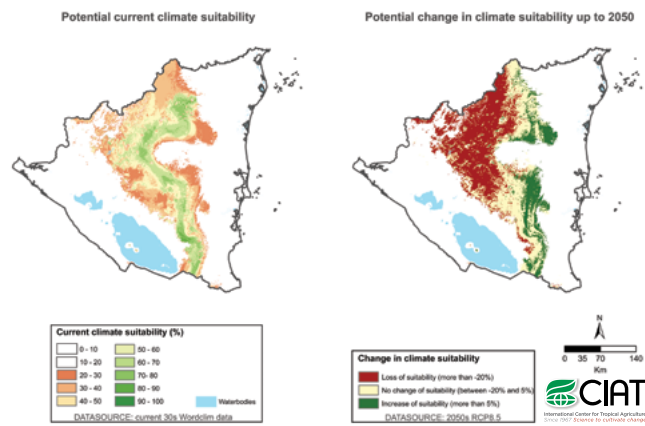 Potential current climate suitability
Potential change in climate suitability up to 2050
Current climate suitability (%)
0 - 10
10 - 20
20 - 30
30 - 40
40 - 50
50 - 60
60 - 70
70- 80
80 - 90
90 - 100
Waterbodies
DATASOURCE: current 30s Worldclim data
Change in climate suitability
Loss of suitability (more than -20%)
No change of suitability (between -20% and 5%)
Increase of suitability (more than 5%)
DATASOURCE: 2050s RCP8.5
N
0 35 70 140
Km
CIAT
International Center for Tropical Agriculture
Since 1967 Science to cultivate change